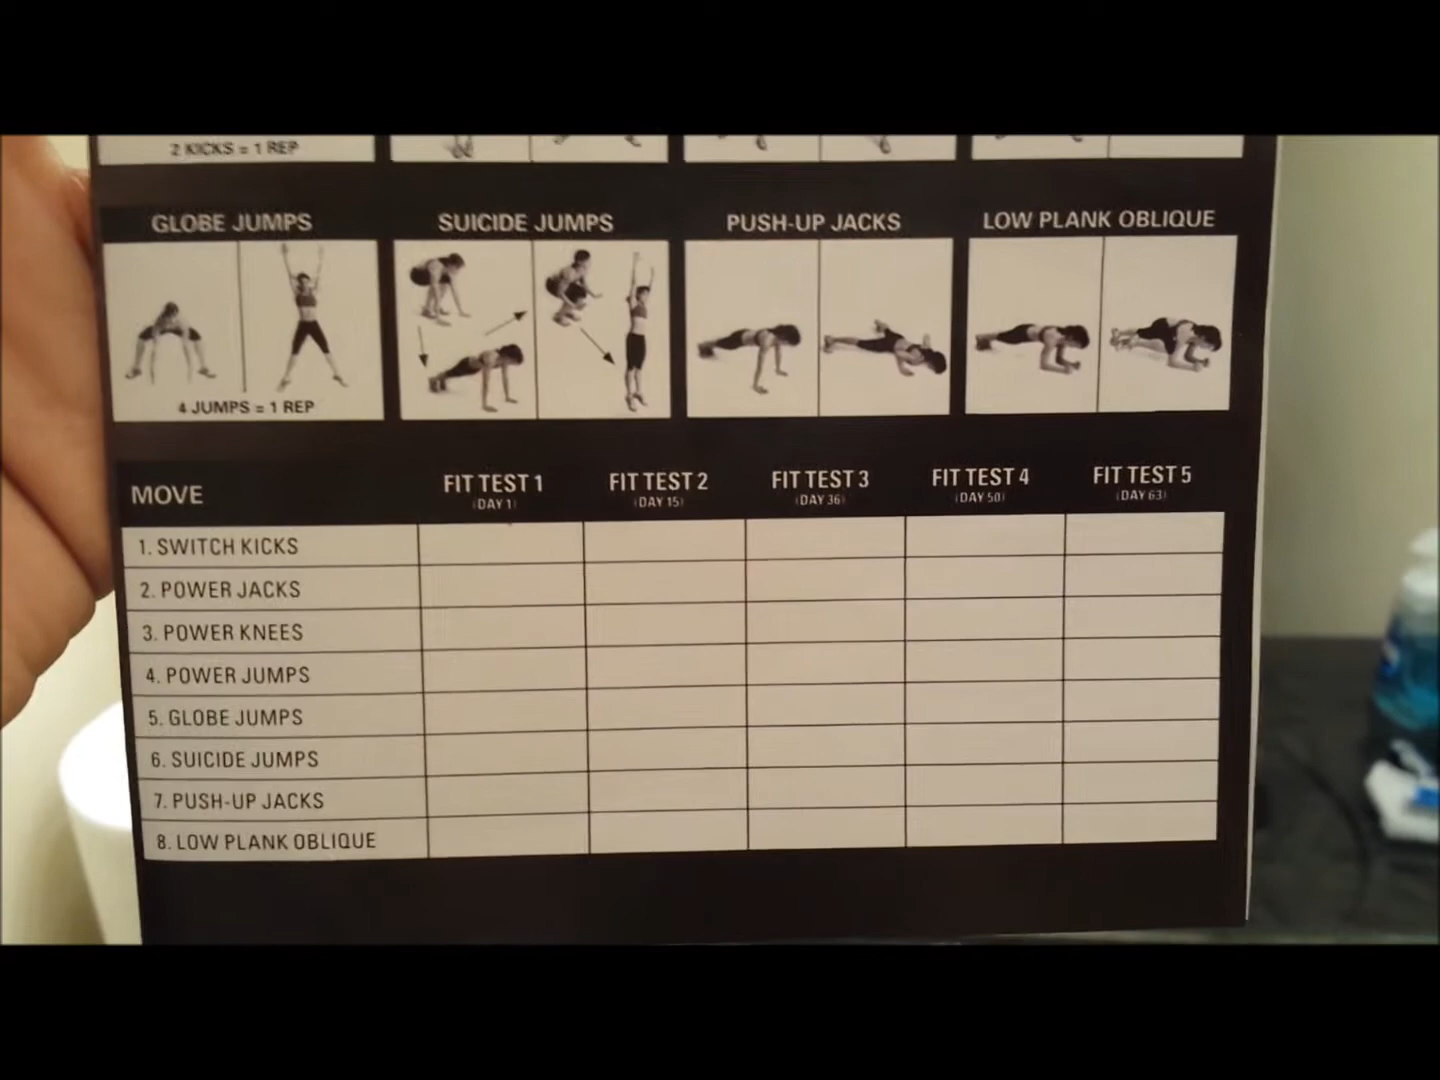 2 KICKS = 1 REP
GLOBE JUMPS
SUICIDE JUMPS
PUSH-UP JACKS
LOW PLANK OBLIQUE
4 JUMPS = 1 REP
MOVE
FIT TEST 1
(DAY 1)
FIT TEST 2
(DAY 15)
FIT TEST 3
(DAY 36)
FIT TEST 4
(DAY 50)
FIT TEST 5
(DAY 63)
1. SWITCH KICKS
2. POWER JACKS
3. POWER KNEES
4. POWER JUMPS
5. GLOBE JUMPS
6. SUICIDE JUMPS
7. PUSH-UP JACKS
8. LOW PLANK OBLIQUE